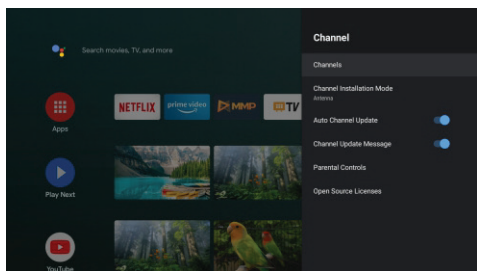 Search movies, TV, and more
Apps
NETFLIX
prime video
MMP
TV
Play Next
YouTube
Channel
Channels
Channel Installation Mode
Antenna
Auto Channel Update
Channel Update Message
Parental Controls
Open Source Licenses